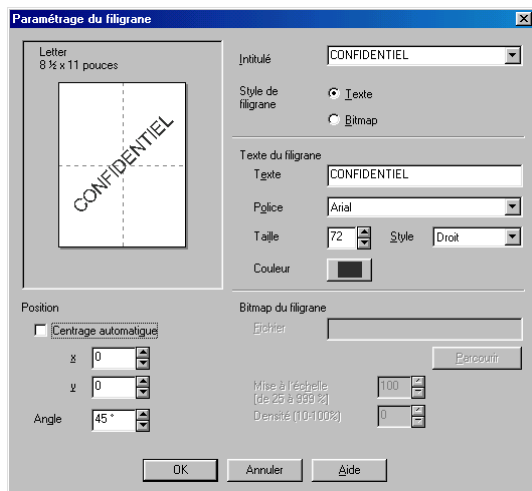 Paramétrage du filigrane
Letter
8 ½ x 11 pouces
CONFIDENTIEL
Intitulé CONFIDENTIEL
Style de
filigrane
Texte
Bitmap
Texte du filigrane
Texte CONFIDENTIEL
Police Arial
Taille 72 Style Droit
Couleur
Position
Centrage automatique
x 0
y 0
Angle 45 °
Bitmap du filigrane
Fichier
Parcourir
Mise à l'échelle
[de 25 à 999 %] 100
Densité (10-100%) 0
OK Annuler Aide